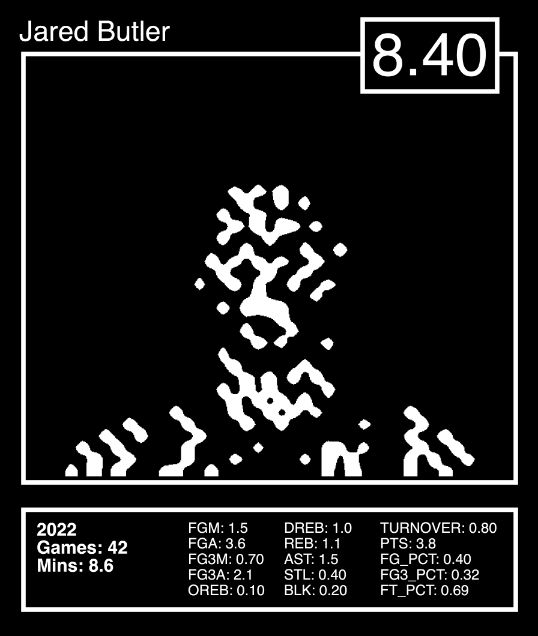 Jared Butler
8.40
2022
Games: 42
Mins: 8.6
FGM: 1.5
FGA: 3.6
FG3M: 0.70
FG3A: 2.1
OREB: 0.10
DREB: 1.0
REB: 1.1
AST: 1.5
STL: 0.40
BLK: 0.20
TURNOVER: 0.80
PTS: 3.8
FG_PCT: 0.40
FG3_PCT: 0.32
FT_PCT: 0.69